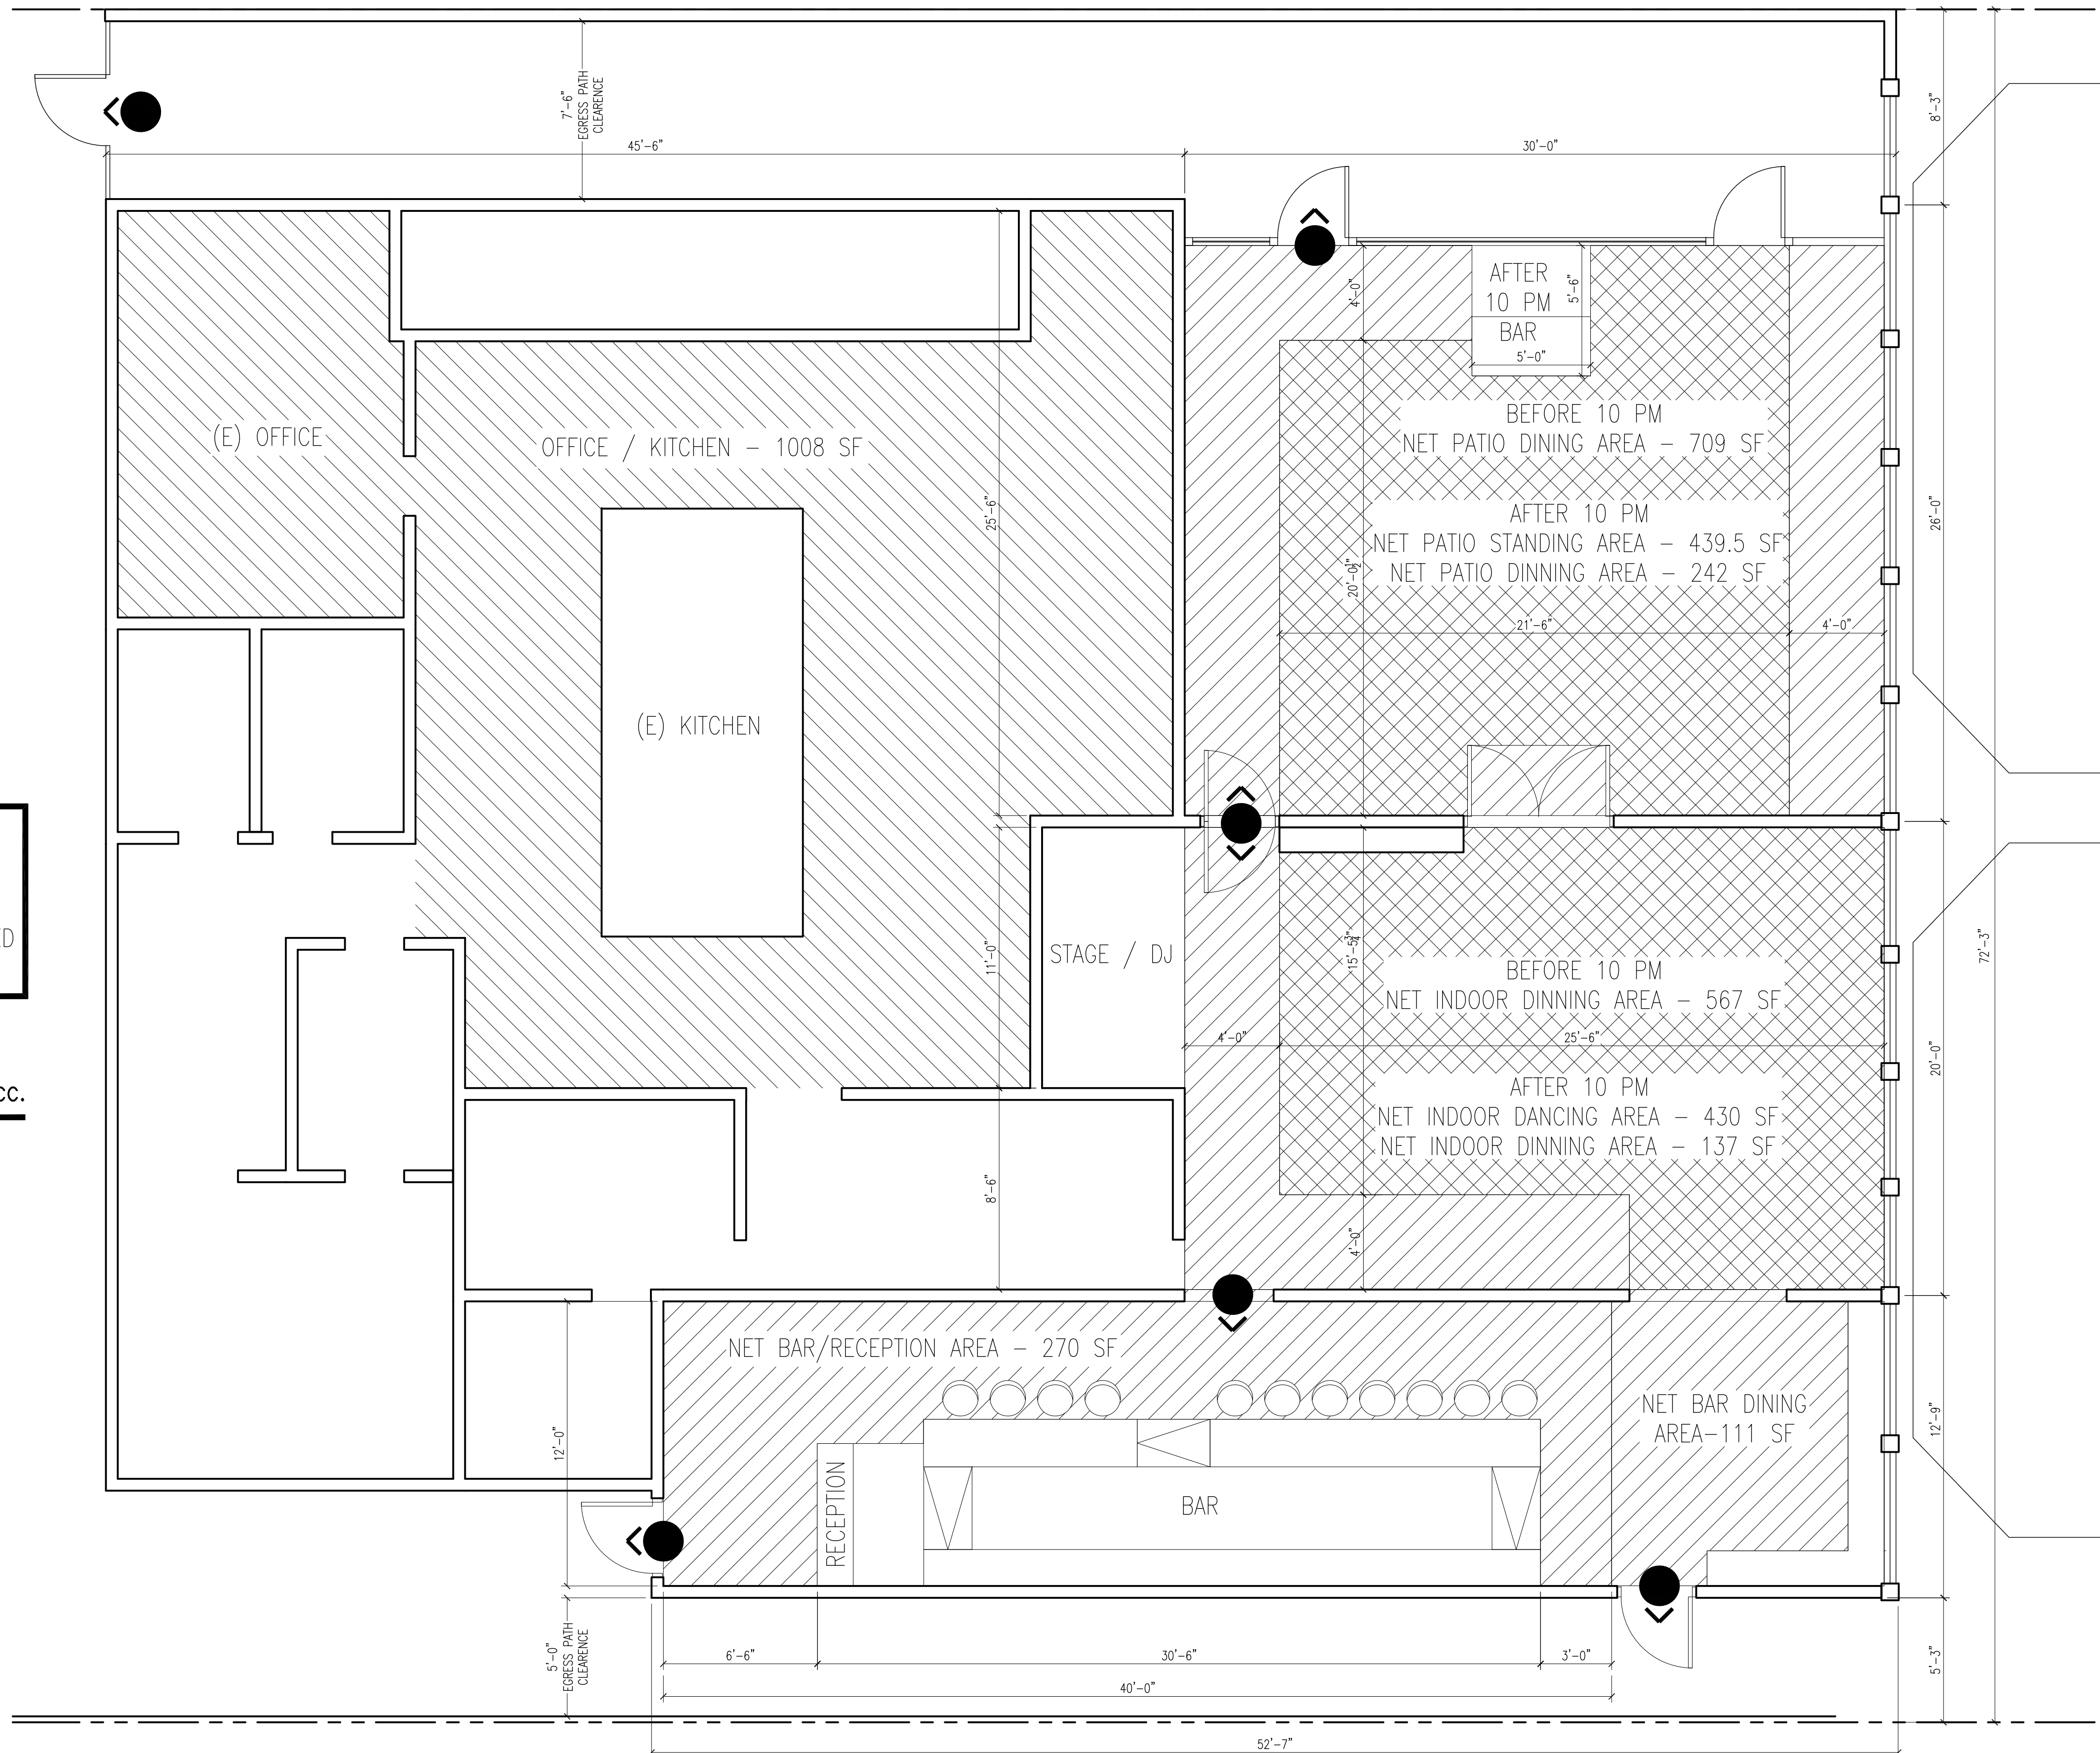 7'-6"
EGRESS PATH
CLEARENCE
8'-3"
45'-6"
30'-0"
AFTER
10 PM
BAR
5'-6"
5'-0"
4'-0"
(E) OFFICE
OFFICE / KITCHEN - 1008 SF
BEFORE 10 PM
NET PATIO DINING AREA - 709 SF
25'-6"
AFTER 10 PM
NET PATIO STANDING AREA - 439.5 SF
NET PATIO DINNING AREA - 242 SF
26'-0"
20'-0½"
21'-6"
4'-0"
(E) KITCHEN
ED
STAGE / DJ
11'-0"
15'-5¾"
72'-3"
BEFORE 10 PM
NET INDOOR DINNING AREA - 567 SF
4'-0"
25'-6"
20'-0"
AFTER 10 PM
NET INDOOR DANCING AREA - 430 SF
NET INDOOR DINNING AREA - 137 SF
cc.
8'-6"
4'-0"
NET BAR/RECEPTION AREA - 270 SF
NET BAR DINING
AREA-111 SF
12'-9"
12'-0"
RECEPTION
BAR
5'-0"
EGRESS PATH
CLEARENCE
6'-6"
30'-6"
3'-0"
5'-3"
40'-0"
52'-7"